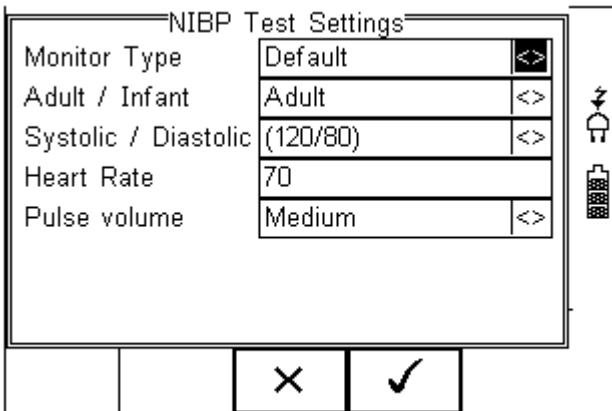 NIBP Test Settings
Monitor Type Default <>
Adult / Infant Adult <>
Systolic / Diastolic (120/80) <>
Heart Rate 70
Pulse volume Medium <>